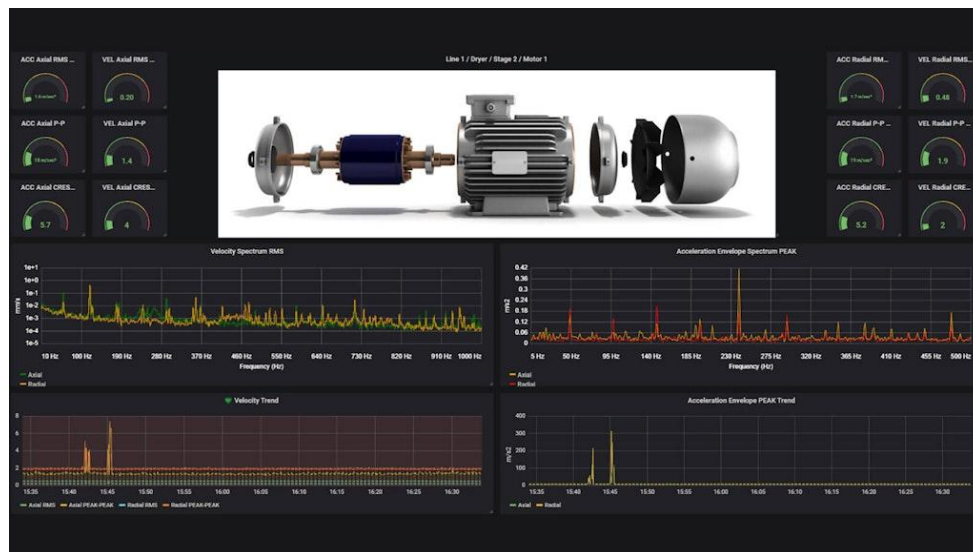 Line 1 / Dryer / Stage 2 / Motor 1
ACC Axial RMS ...
VEL Axial RMS ...
ACC Radial RM...
VEL Radial RMS...
0.20
0.48
ACC Axial P-P
VEL Axial P-P
ACC Radial P-P
VEL Radial P-P ...
1.4
1.9
ACC Axial CRES...
VEL Axial CRES...
ACC Radial CRE...
VEL Radial CRE...
5.7
4
5.2
2
Velocity Spectrum RMS
mm/s
1e+1
1e+0
1e-1
1e-2
1e-3
1e-4
1e-5
10 Hz 100 Hz 190 Hz 280 Hz 370 Hz 460 Hz 550 Hz 640 Hz 730 Hz 820 Hz 910 Hz 1000 Hz
Frequency (Hz)
Axial
Radial
Acceleration Envelope Spectrum PEAK
m/s2
0.42
0.36
0.3
0.24
0.18
0.12
0.06
0
5 Hz 50 Hz 95 Hz 140 Hz 185 Hz 230 Hz 275 Hz 320 Hz 365 Hz 410 Hz 455 Hz 500 Hz
Frequency (Hz)
Axial
Radial
Velocity Trend
8
6
4
2
0
15:35 15:40 15:45 15:50 15:55 16:00 16:05 16:10 16:15 16:20 16:25 16:30
Axial RMS Axial PEAK-PEAK Radial RMS Radial PEAK-PEAK
Acceleration Envelope PEAK Trend
m/s2
400
300
200
100
0
15:35 15:40 15:45 15:50 15:55 16:00 16:05 16:10 16:15 16:20 16:25 16:30
Axial Radial